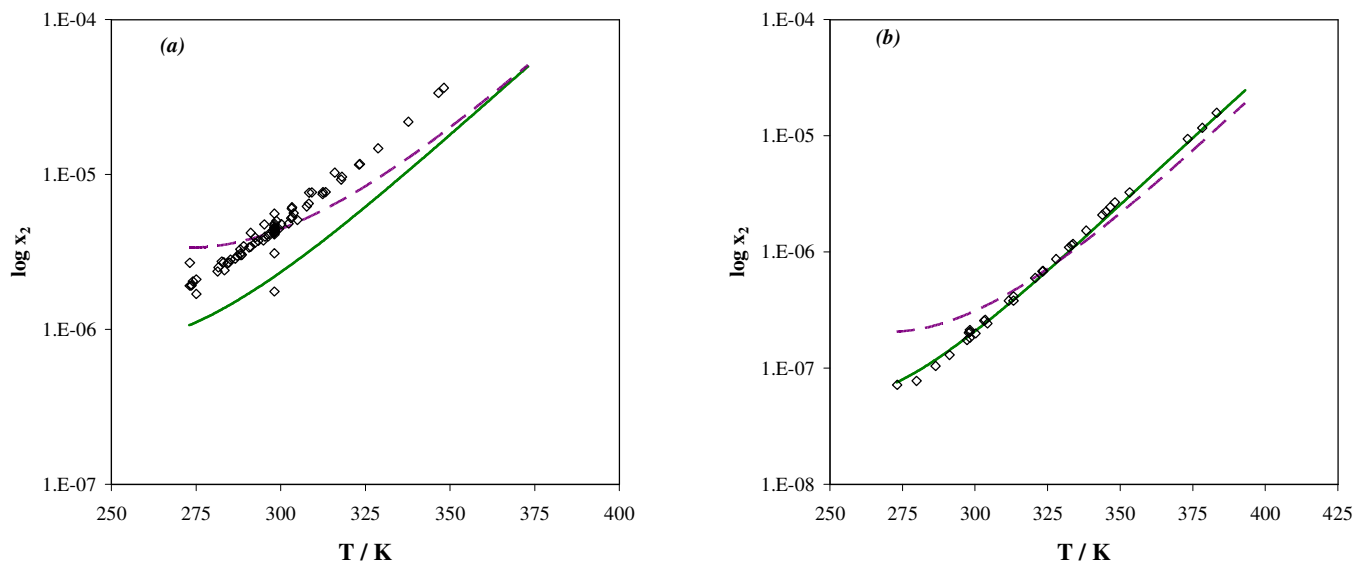 1.E-04
(a)
1.E-05
log x2
1.E-06
1.E-07
250 275 300 325 350 375 400
T / K
1.E-04
(b)
1.E-05
log x2
1.E-06
1.E-07
1.E-08
250 275 300 325 350 375 400 425
T / K